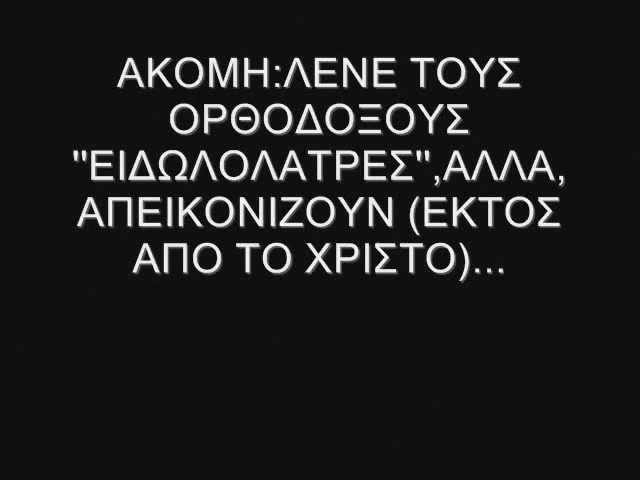 ΑΚΟΜΗ:ΛΕΝΕ ΤΟΥΣ
ΟΡΘΟΔΟΞΟΥΣ
"ΕΙΔΩΛΟΛΑΤΡΕΣ",ΑΛΛΑ,
ΑΠΕΙΚΟΝΙΖΟΥΝ (ΕΚΤΟΣ
ΑΠΟ ΤΟ ΧΡΙΣΤΟ)...